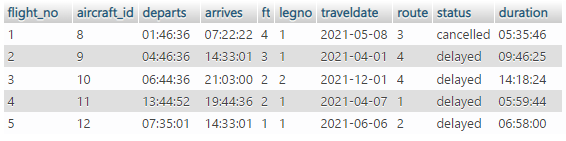 flight_no aircraft_id departs arrives ft legno traveldate route status duration
1 8 01:46:36 07:22:22 4 1 2021-05-08 3 cancelled 05:35:46
2 9 04:46:36 14:33:01 3 1 2021-04-01 4 delayed 09:46:25
3 10 06:44:36 21:03:00 2 2 2021-12-01 4 delayed 14:18:24
4 11 13:44:52 19:44:36 2 1 2021-04-07 1 delayed 05:59:44
5 12 07:35:01 14:33:01 1 1 2021-06-06 2 delayed 06:58:00